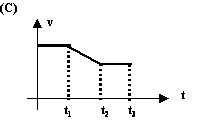 (C)
v
t
t₁ t₂ t₃